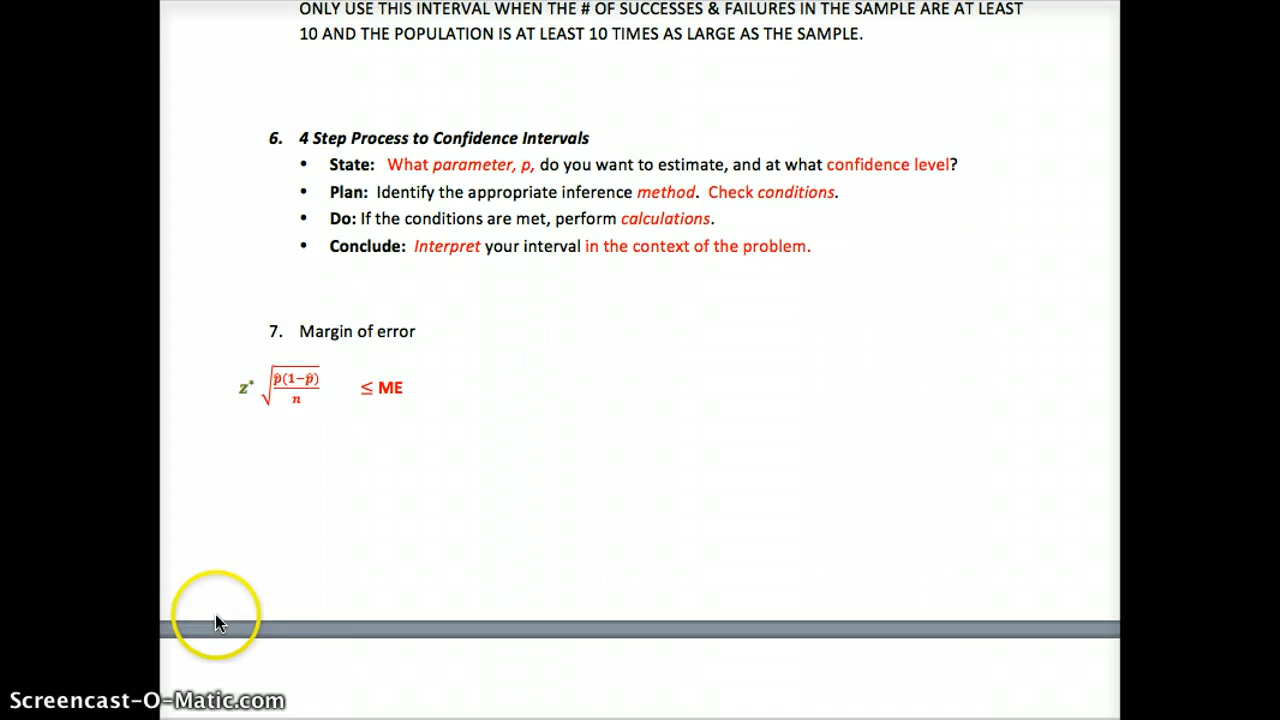 ONLY USE THIS INTERVAL WHEN THE # OF SUCCESSES & FAILURES IN THE SAMPLE ARE AT LEAST
10 AND THE POPULATION IS AT LEAST 10 TIMES AS LARGE AS THE SAMPLE.
6. 4 Step Process to Confidence Intervals
• State: What parameter, p, do you want to estimate, and at what confidence level?
• Plan: Identify the appropriate inference method. Check conditions.
• Do: If the conditions are met, perform calculations.
• Conclude: Interpret your interval in the context of the problem.
7. Margin of error
z* √(p̂(1−p̂)/n) ≤ ME
Screencast-O-Matic.com